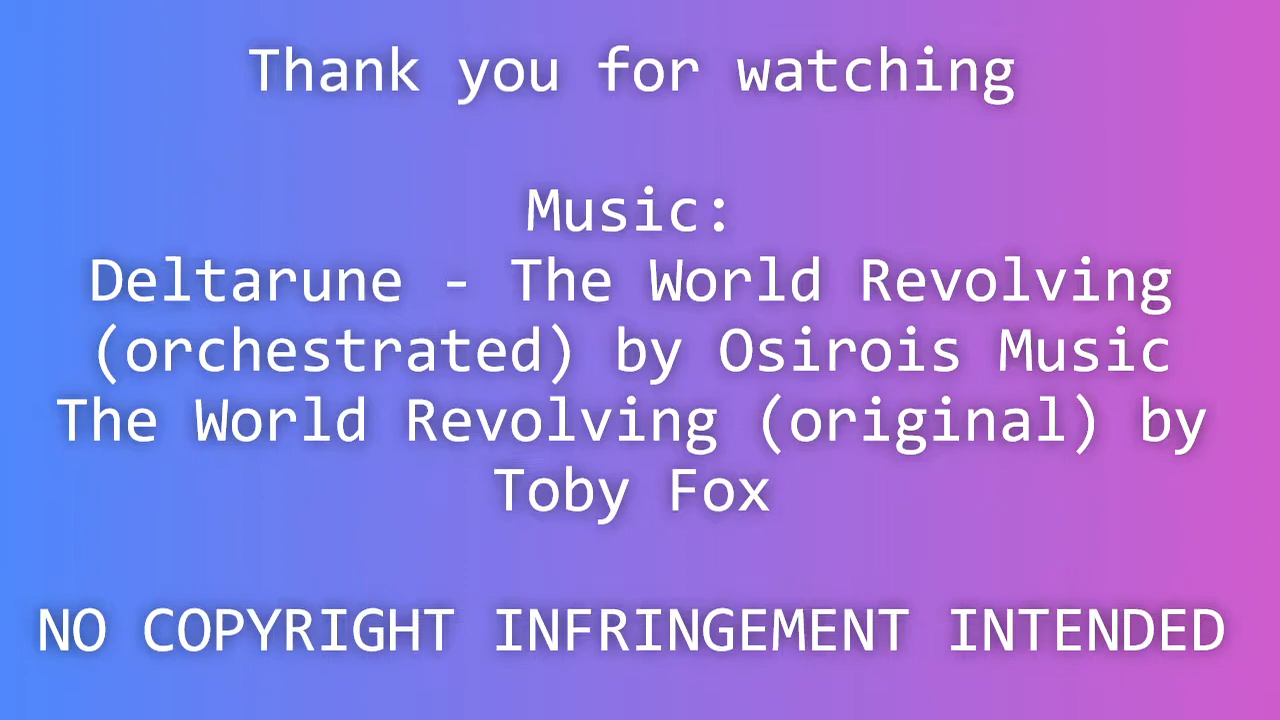 Thank you for watching
Music:
Deltarune - The World Revolving
(orchestrated) by Osirois Music
The World Revolving (original) by
Toby Fox
NO COPYRIGHT INFRINGEMENT INTENDED